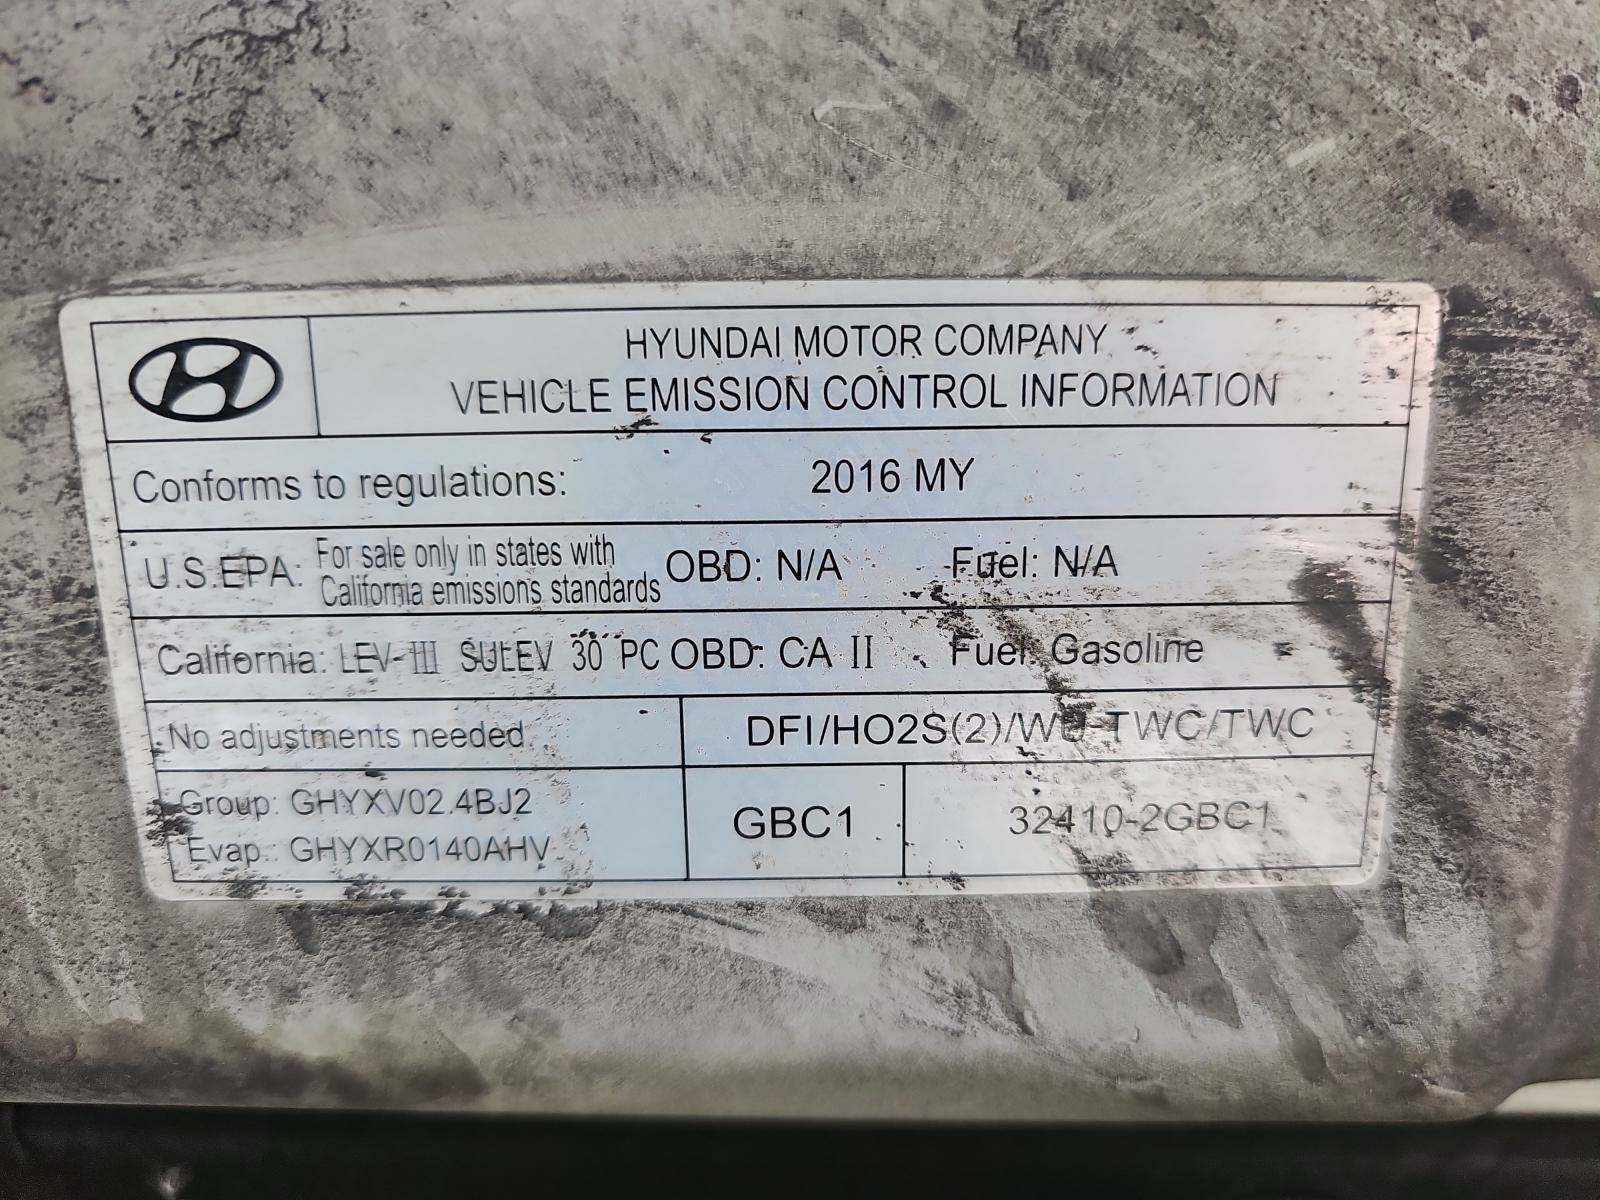 HYUNDAI MOTOR COMPANY
VEHICLE EMISSION CONTROL INFORMATION
Conforms to regulations: 2016 MY
U.S.EPA: For sale only in states with California emissions standards OBD: N/A Fuel: N/A
California: LEV-III SULEV 30 PC OBD: CA II Fuel: Gasoline
No adjustments needed. DFI/HO2S(2)/WU-TWC/TWC
Group: GHYXV02.4BJ2
Evap.: GHYXR0140AHV
GBC1
32410-2GBC1